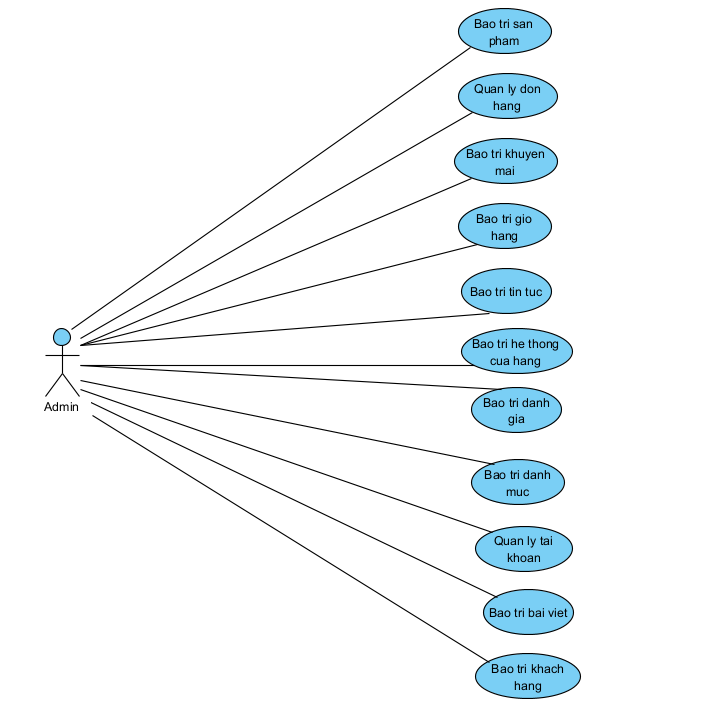 Bao tri san
pham
Quan ly don
hang
Bao tri khuyen
mai
Bao tri gio
hang
Bao tri tin tuc
Bao tri he thong
cua hang
Bao tri danh
gia
Admin
Bao tri danh
muc
Quan ly tai
khoan
Bao tri bai viet
Bao tri khach
hang